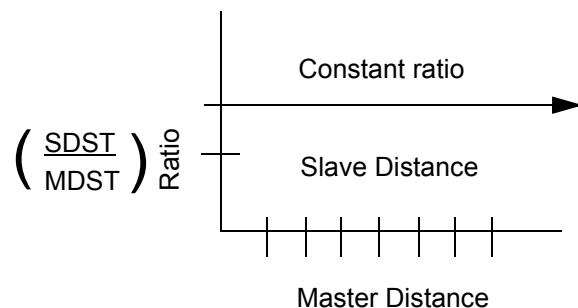 Constant ratio
( SDST
MDST )
Ratio
Slave Distance
Master Distance